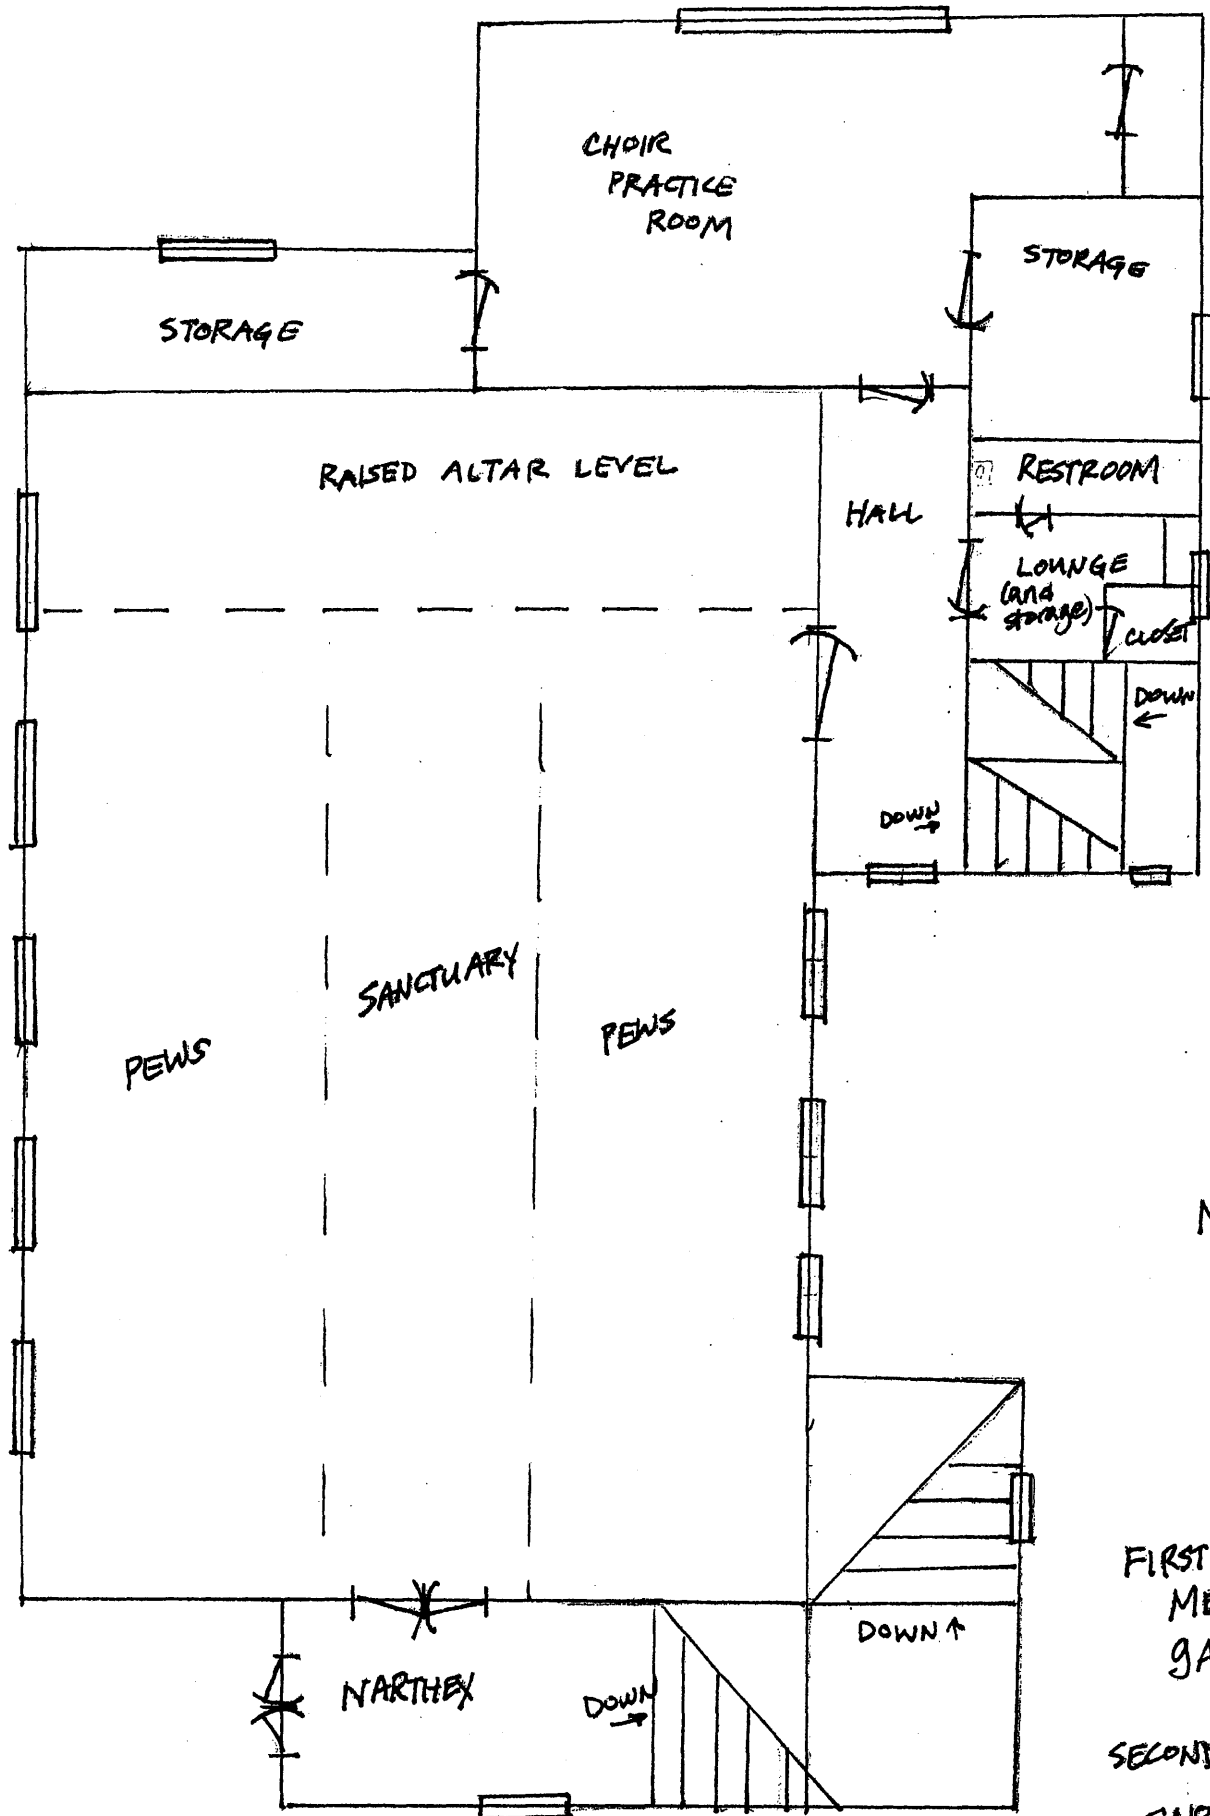 CHOIR
PRACTICE
ROOM
STORAGE
STORAGE
RAISED ALTAR LEVEL
HALL
RESTROOM
LOUNGE
(and
storage)
CLOSET
DOWN
←
DOWN
→
SANCTUARY
PEWS
PEWS
DOWN ↑
NARTHEX
DOWN
→
FIRST
SECOND